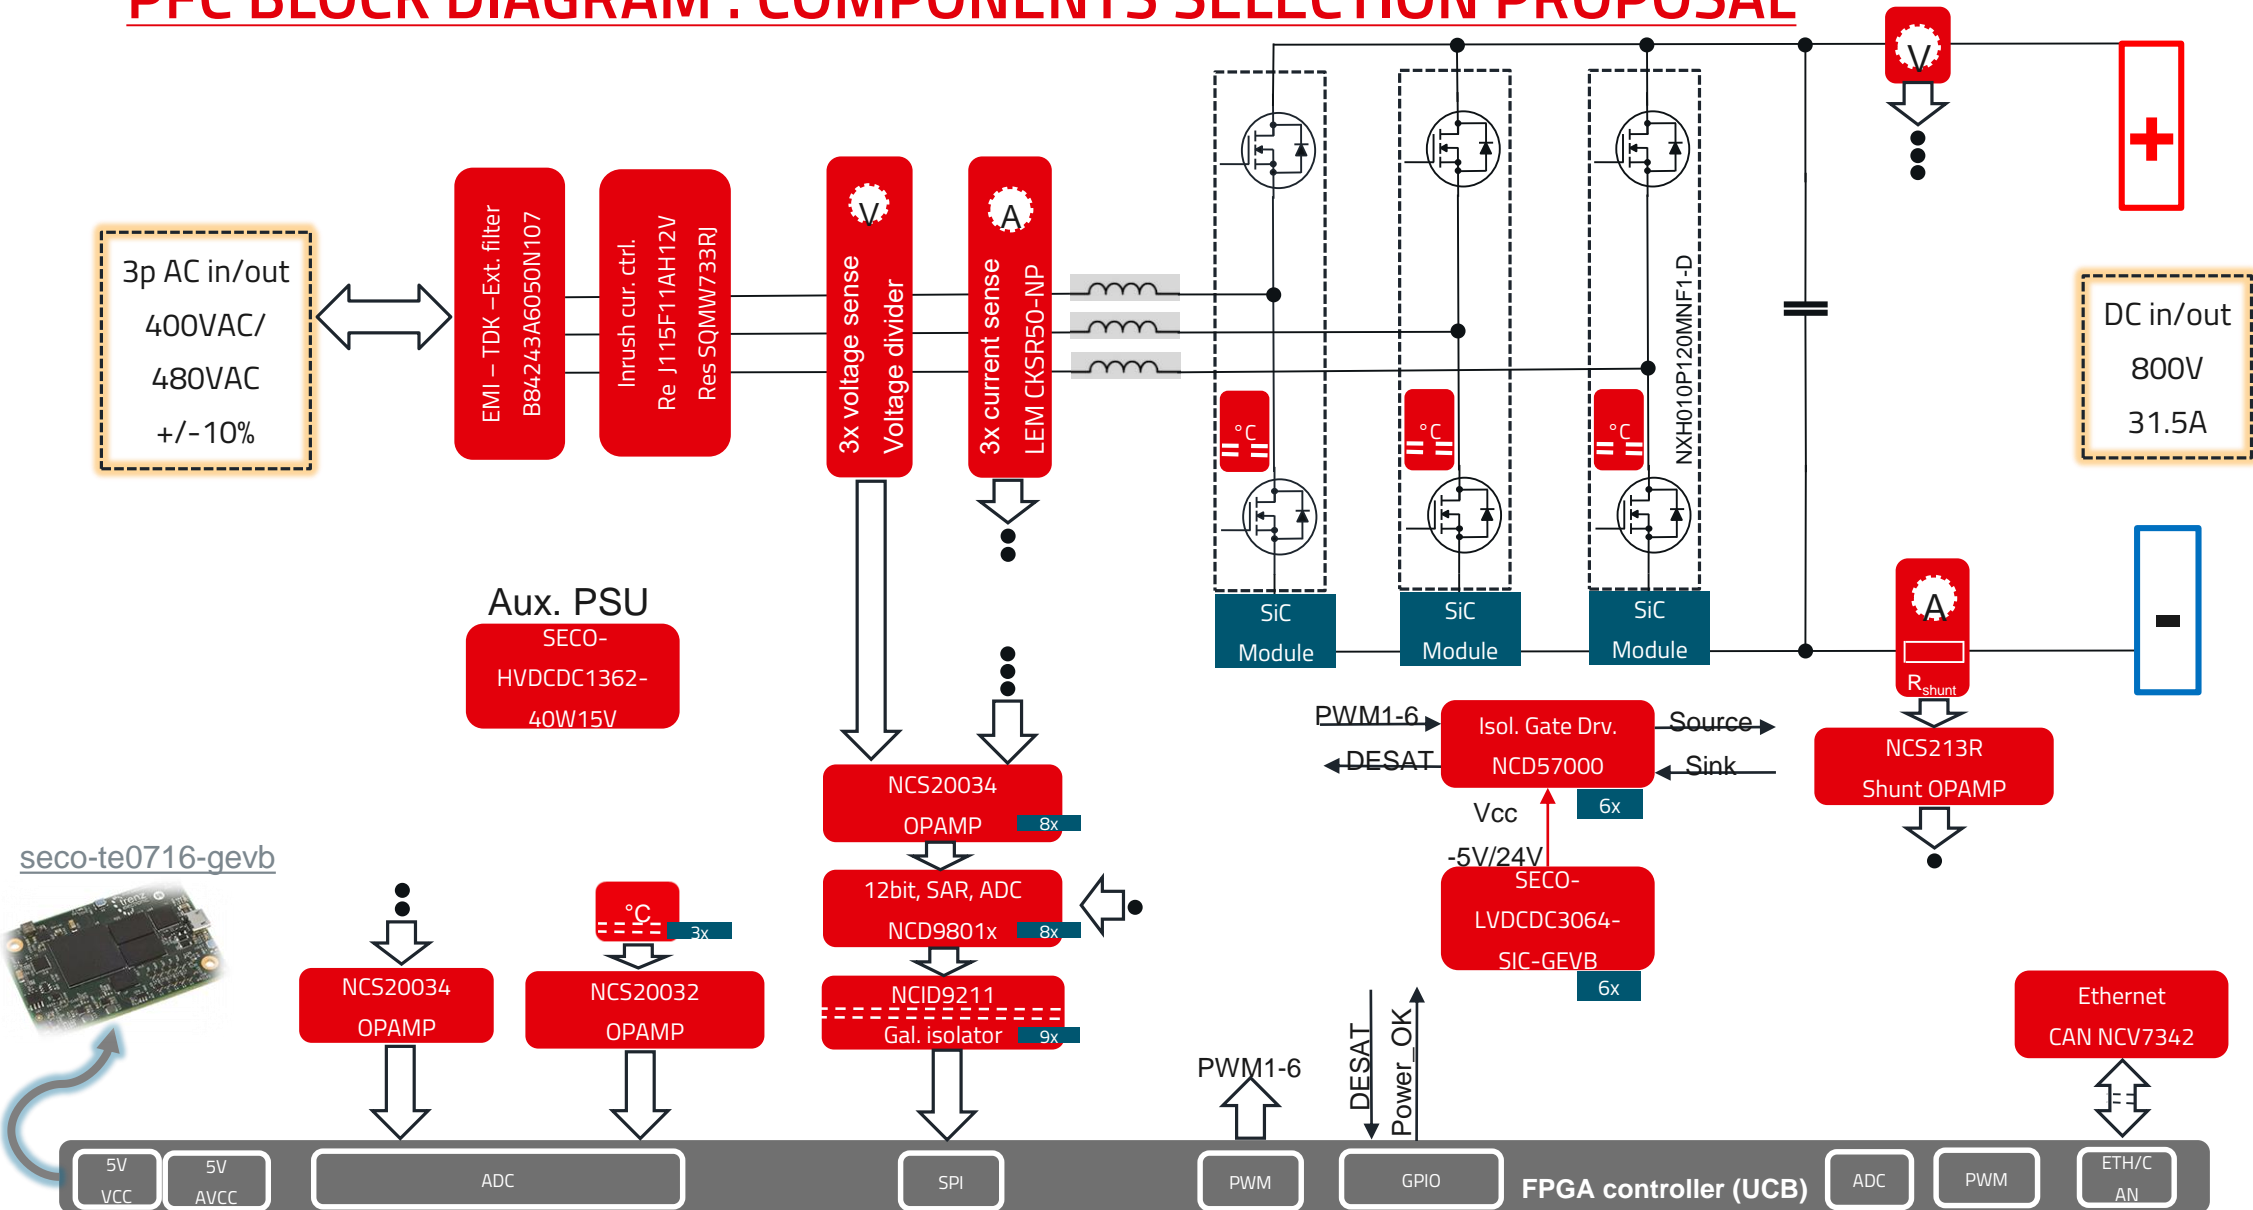 PFC BLOCK DIAGRAM : COMPONENTS SELECTION PROPOSAL
V
+
3p AC in/out
400VAC/
480VAC
+/-10%
EMI – TDK –Ext. filter
B84243A6050N107
Inrush cur. ctrl.
Re J115F11AH12V
Res SQMW733RJ
V
3x voltage sense
Voltage divider
A
3x current sense
LEM CKSR50-NP
°C
°C
°C
NXH010P120MNF1-D
DC in/out
800V
31.5A
SiC
Module
SiC
Module
SiC
Module
A
Rshunt
-
Aux. PSU
SECO-
HVDCDC1362-
40W15V
PWM1-6
DESAT
Isol. Gate Drv.
NCD57000
6x
Source
Sink
NCS213R
Shunt OPAMP
NCS20034
OPAMP
8x
Vcc
-5V/24V
SECO-
LVDCDC3064-
SIC-GEVB
6x
seco-te0716-gevb
12bit, SAR, ADC
NCD9801x
8x
°C
3x
NCS20034
OPAMP
NCS20032
OPAMP
NCID9211
Gal. isolator
9x
PWM1-6
DESAT
Power_OK
Ethernet
CAN NCV7342
5V
VCC
5V
AVCC
ADC
SPI
PWM
GPIO
FPGA controller (UCB)
ADC
PWM
ETH/C
AN